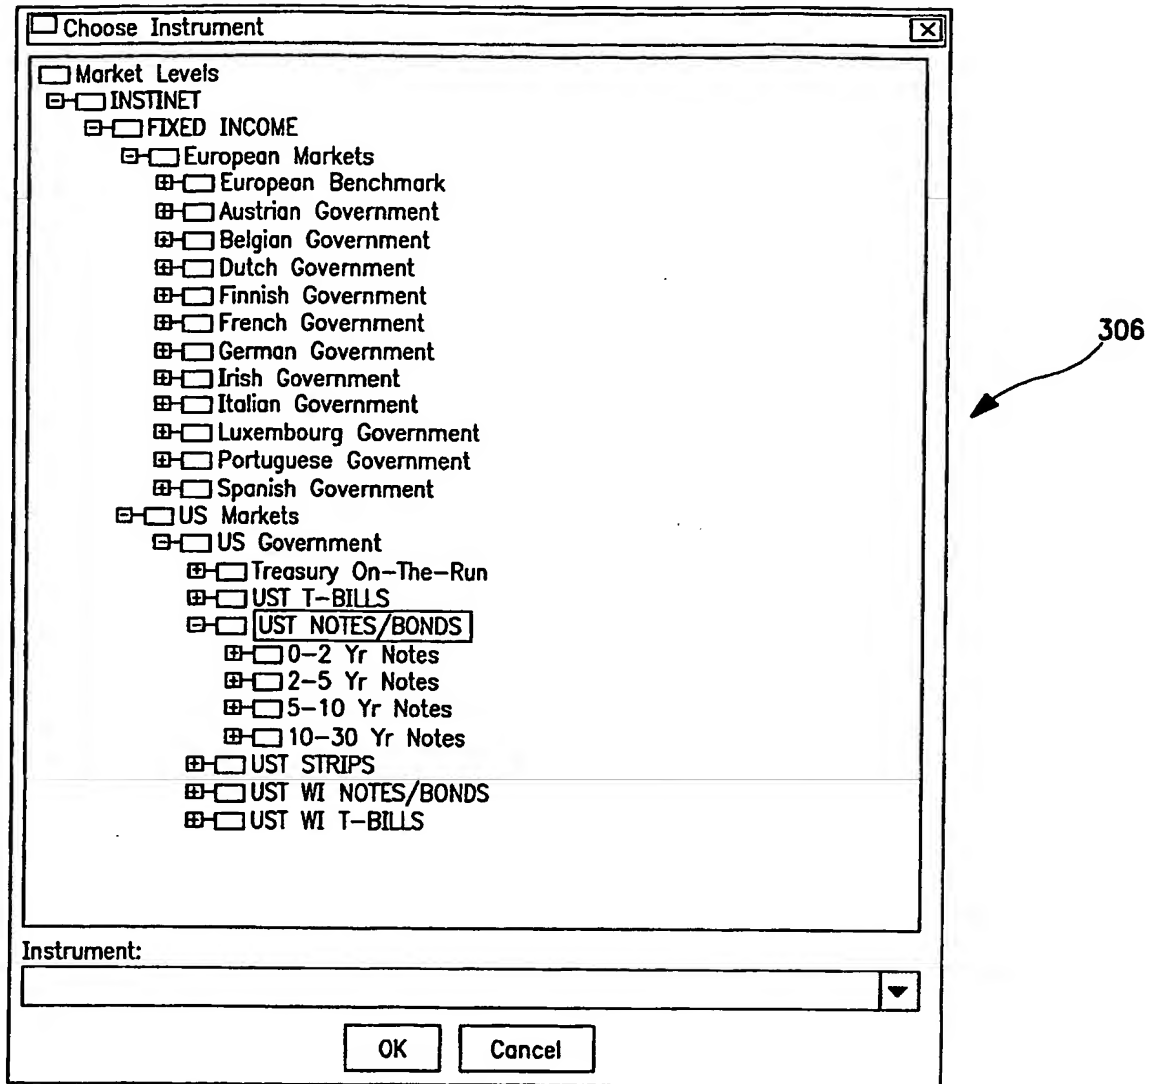 Choose Instrument
Market Levels
INSTINET
FIXED INCOME
European Markets
European Benchmark
Austrian Government
Belgian Government
Dutch Government
Finnish Government
French Government
German Government
Irish Government
Italian Government
Luxembourg Government
Portuguese Government
Spanish Government
US Markets
US Government
Treasury On-The-Run
UST T-BILLS
UST NOTES/BONDS
0-2 Yr Notes
2-5 Yr Notes
5-10 Yr Notes
10-30 Yr Notes
UST STRIPS
UST WI NOTES/BONDS
UST WI T-BILLS
Instrument:
OK Cancel
306